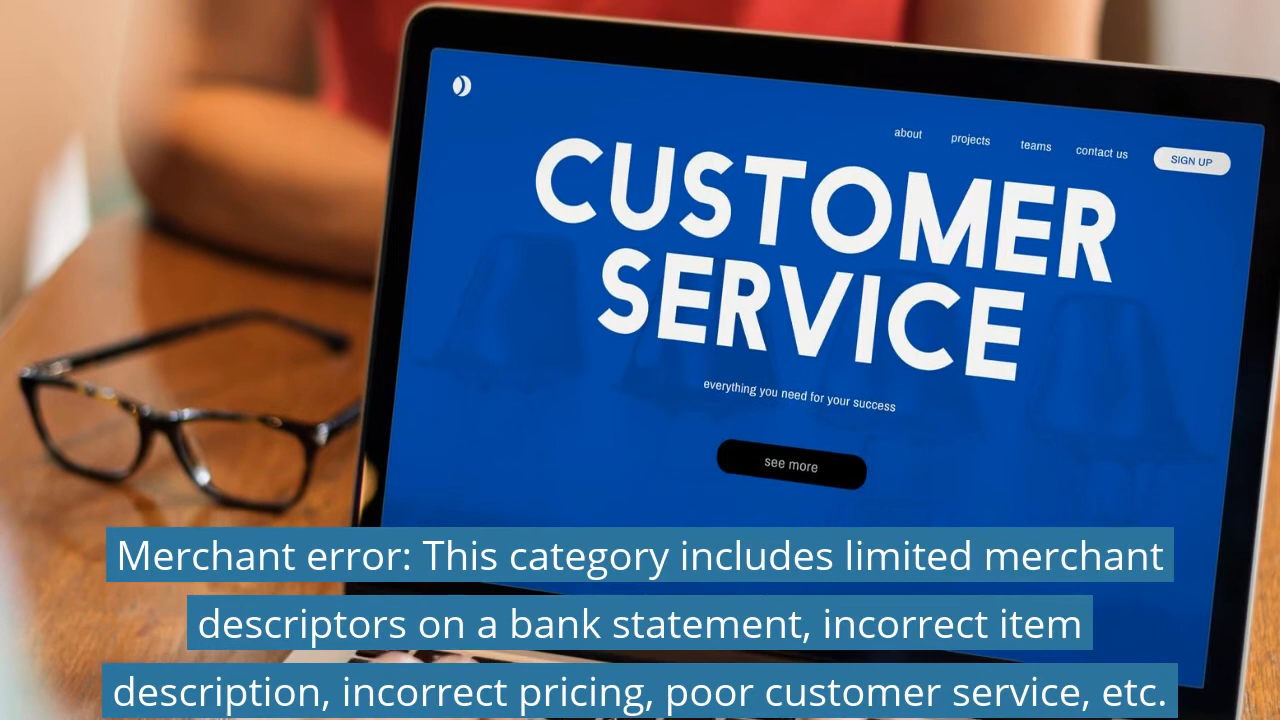 about projects teams contact us SIGN UP
CUSTOMER
SERVICE
everything you need for your success
see more
Merchant error: This category includes limited merchant
descriptors on a bank statement, incorrect item
description, incorrect pricing, poor customer service, etc.